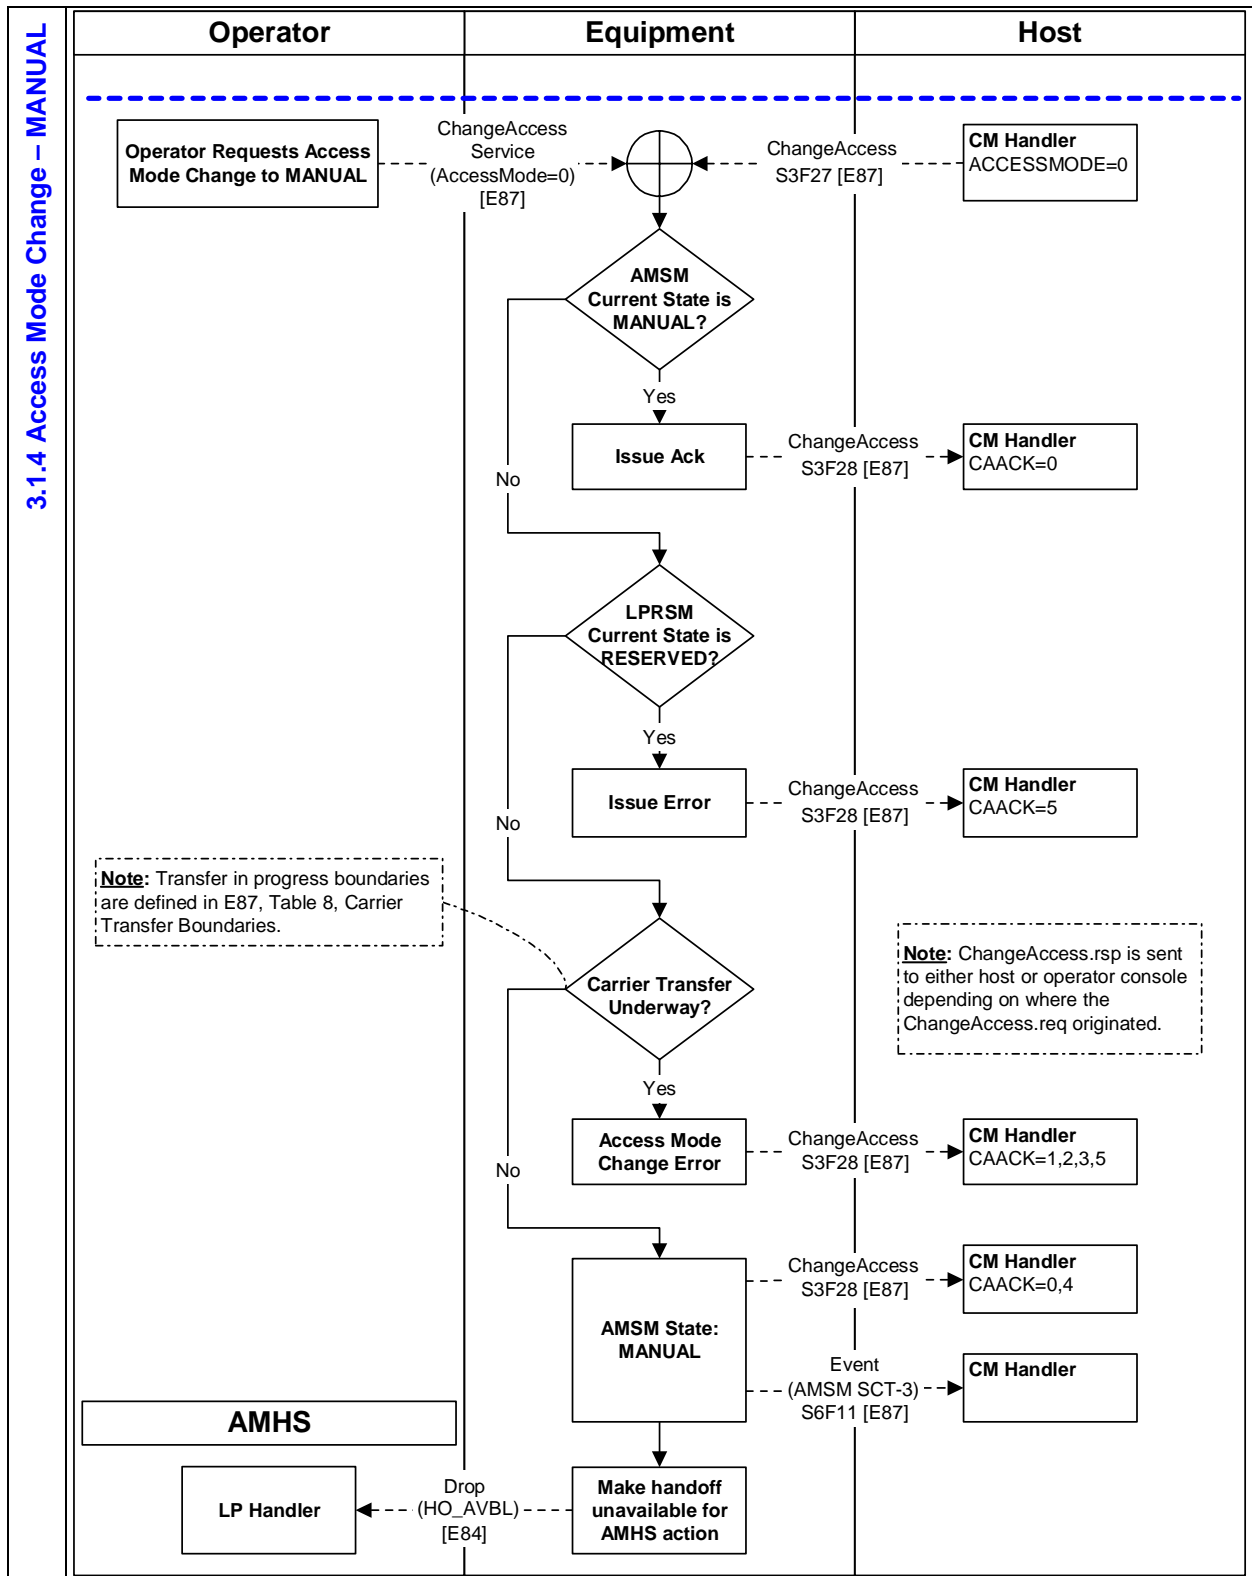 3.1.4 Access Mode Change – MANUAL
Operator
Equipment
Host
Operator Requests Access
Mode Change to MANUAL
ChangeAccess
Service
(AccessMode=0)
[E87]
ChangeAccess
S3F27 [E87]
CM Handler
ACCESSMODE=0
AMSM
Current State is
MANUAL?
Yes
No
Issue Ack
ChangeAccess
S3F28 [E87]
CM Handler
CAACK=0
LPRSM
Current State is
RESERVED?
Yes
No
Issue Error
ChangeAccess
S3F28 [E87]
CM Handler
CAACK=5
Note: Transfer in progress boundaries
are defined in E87, Table 8, Carrier
Transfer Boundaries.
Carrier Transfer
Underway?
Note: ChangeAccess.rsp is sent
to either host or operator console
depending on where the
ChangeAccess.req originated.
Yes
No
Access Mode
Change Error
ChangeAccess
S3F28 [E87]
CM Handler
CAACK=1,2,3,5
AMSM State:
MANUAL
ChangeAccess
S3F28 [E87]
CM Handler
CAACK=0,4
Event
(AMSM SCT-3)
S6F11 [E87]
CM Handler
AMHS
LP Handler
Drop
(HO_AVBL)
[E84]
Make handoff
unavailable for
AMHS action